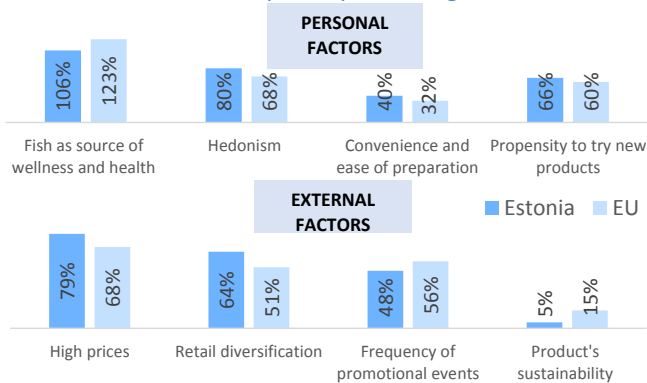 PERSONAL
FACTORS
106%
123%
80%
68%
40%
32%
66%
60%
Fish as source of
wellness and health
Hedonism
Convenience and
ease of preparation
Propensity to try new
products
EXTERNAL
FACTORS
Estonia
EU
79%
68%
64%
51%
48%
56%
5%
15%
High prices
Retail diversification
Frequency of
promotional events
Product's
sustainability